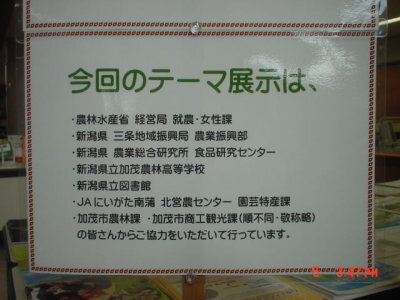 今回のテーマ展示は、
・農林水産省 経営局 就農・女性課
・新潟県 三条地域振興局 農業振興部
・新潟県 農業総合研究所 食品研究センター
・新潟県立加茂農林高等学校
・新潟県立図書館
・JAにいがた南蒲 北営農センター 園芸特産課
・加茂市農林課 ・加茂市商工観光課(順不同・敬称略)
の皆さんからご協力をいただいて行っています。